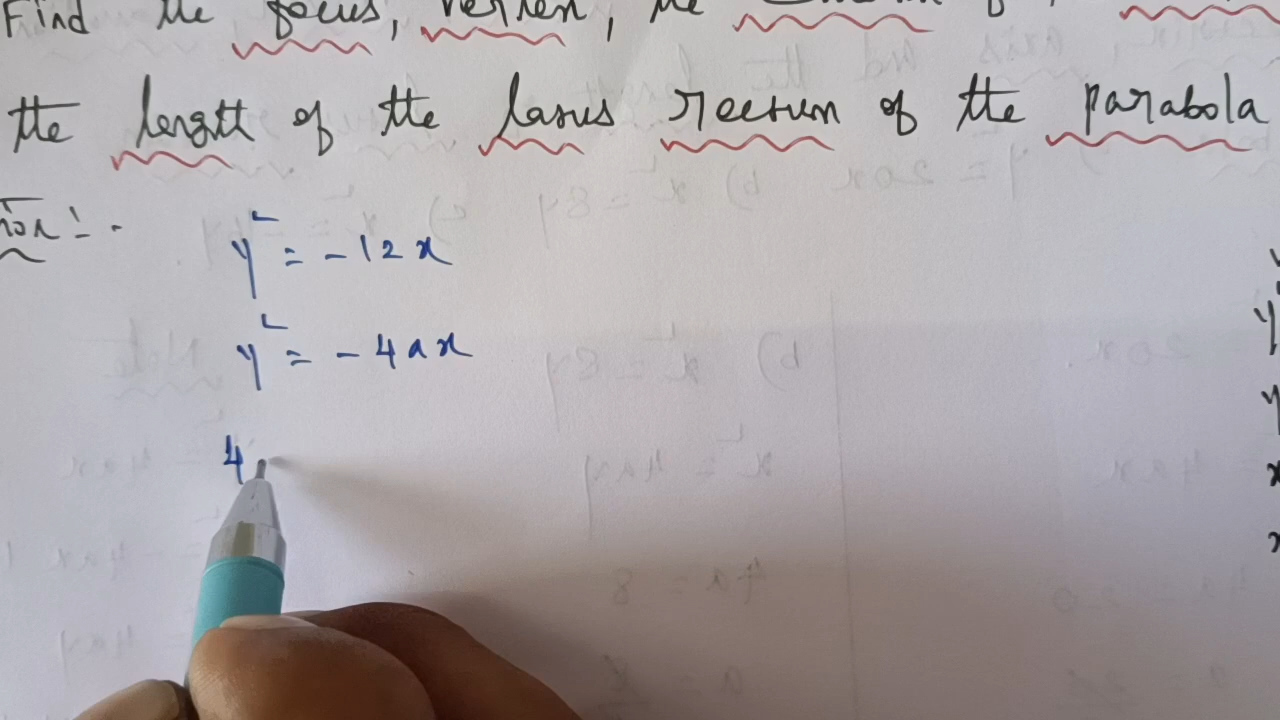 Find the focus, vertex, the
the length of the latus rectum of the parabola
y² = -12x
y² = -4ax
4